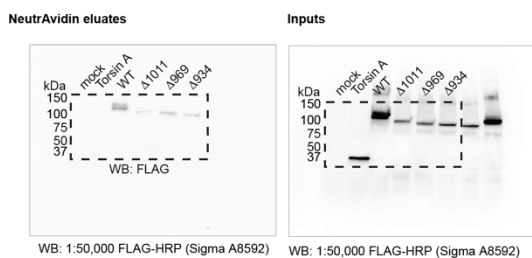 NeutrAvidin eluates
mock
Torsin A
WT
Δ1011
Δ969
Δ934
kDa
150
100
75
50
37
WB: FLAG
WB: 1:50,000 FLAG-HRP (Sigma A8592)
Inputs
mock
Torsin A
WT
Δ1011
Δ969
Δ934
kDa
150
100
75
50
37
WB: 1:50,000 FLAG-HRP (Sigma A8592)